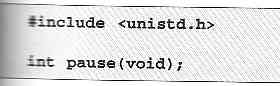 #include <unistd.h>
int pause(void);